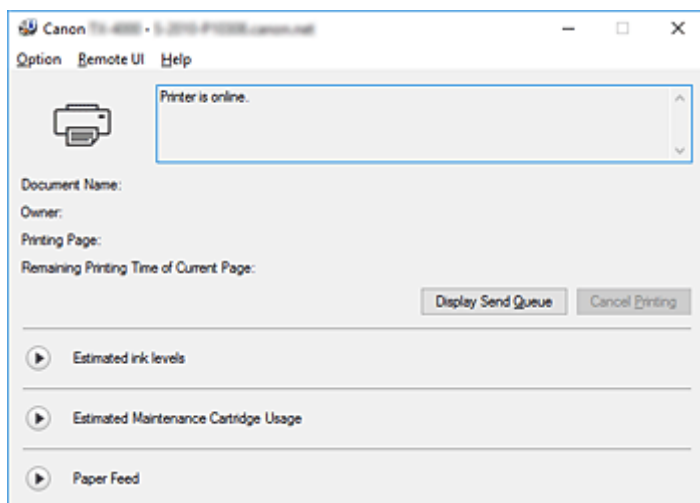 Canon
Option Remote UI Help
Printer is online.
Document Name:
Owner:
Printing Page:
Remaining Printing Time of Current Page:
Display Send Queue Cancel Printing
Estimated ink levels
Estimated Maintenance Cartridge Usage
Paper Feed